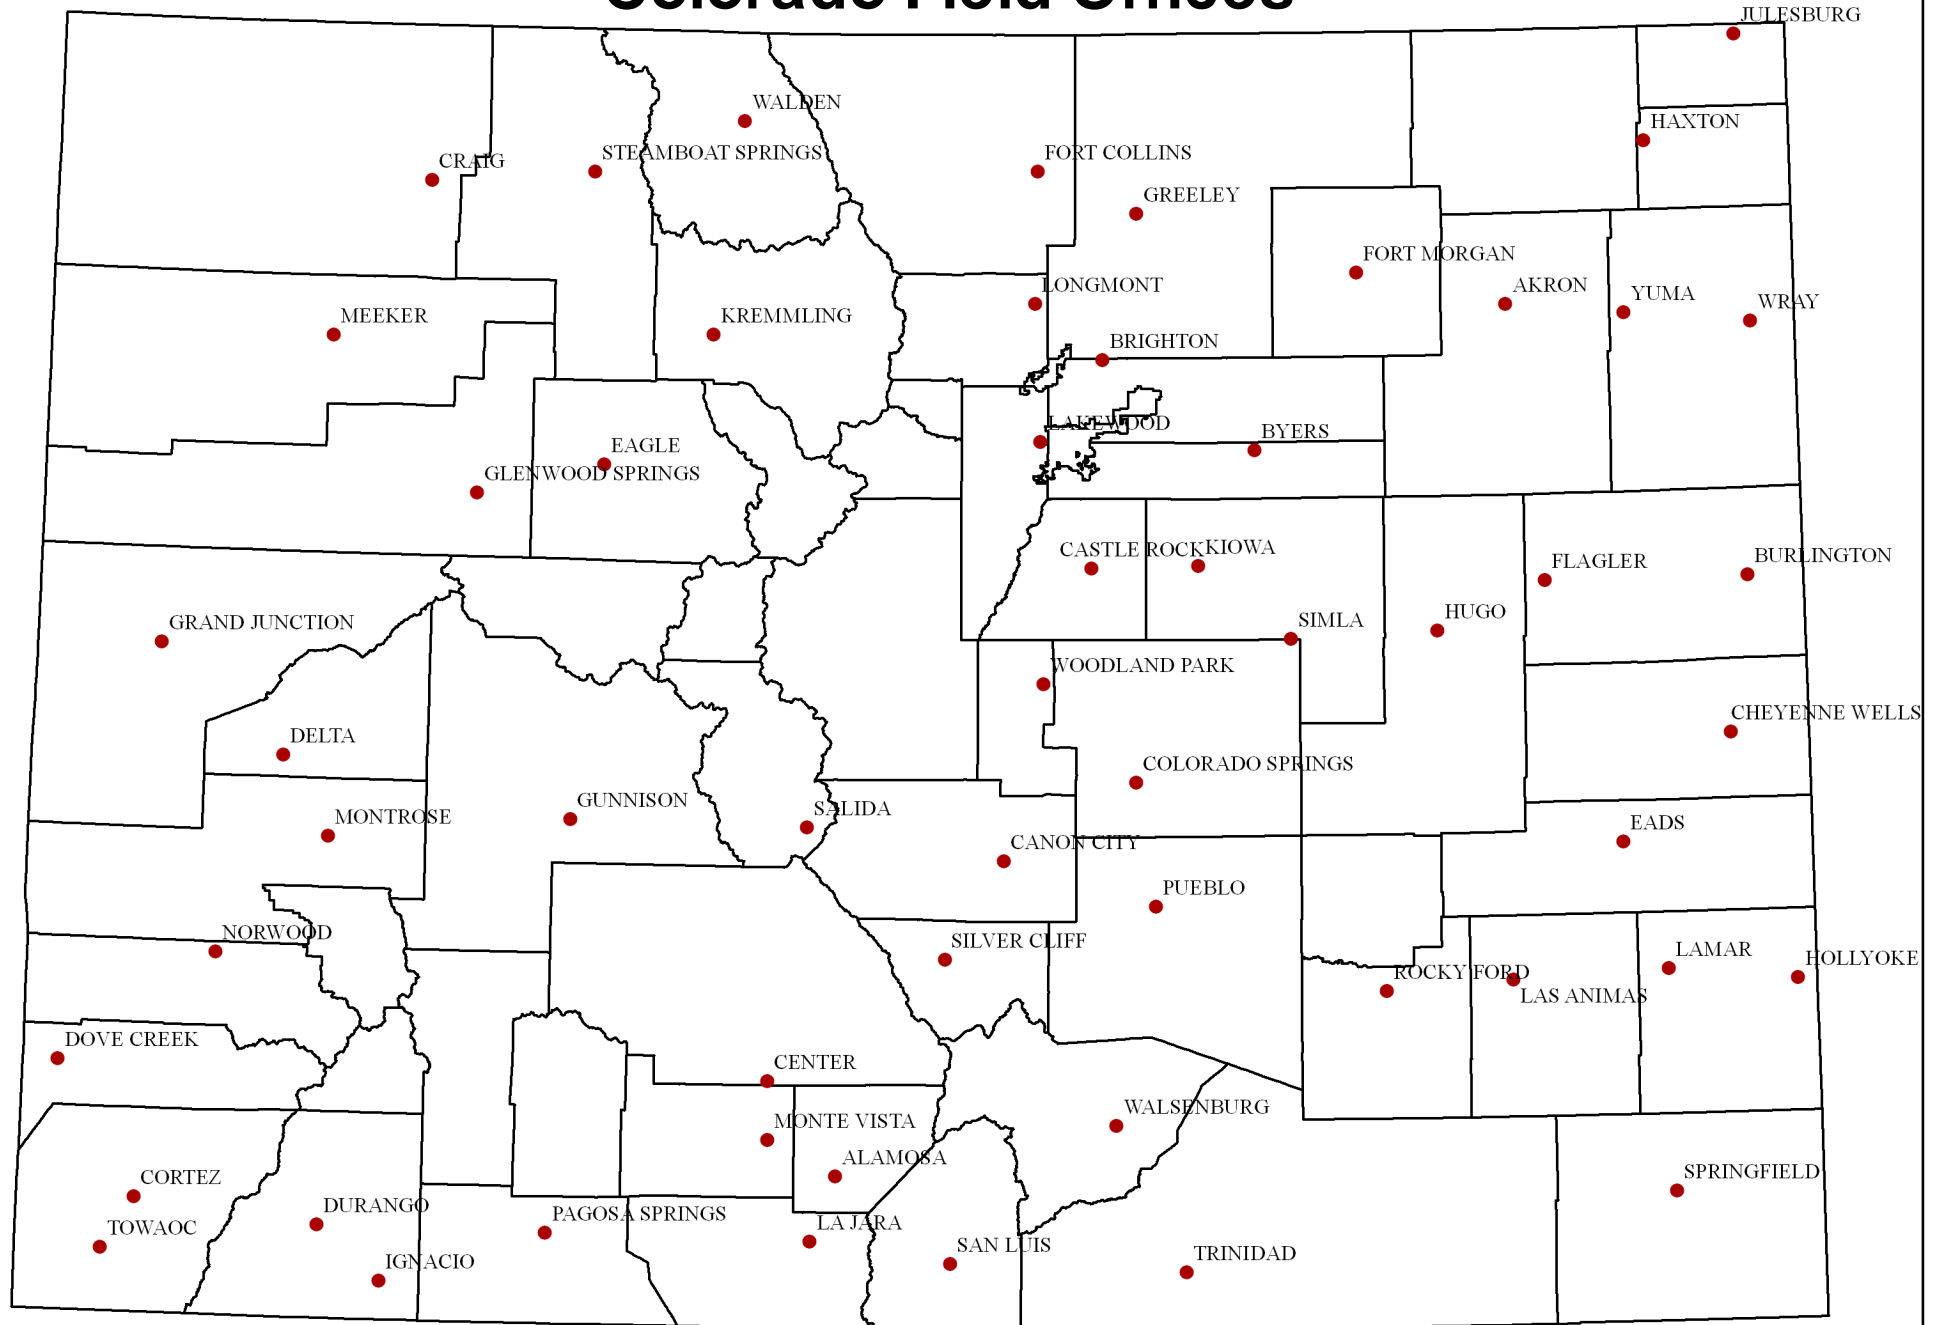 Colorado Field Offices
JULESBURG
WALDEN
HAXTON
STEAMBOAT SPRINGS
FORT COLLINS
CRAIG
GREELEY
FORT MORGAN
LONGMONT
AKRON
YUMA
WRAY
MEEKER
KREMMLING
BRIGHTON
LAKEWOOD
BYERS
EAGLE
GLENWOOD SPRINGS
CASTLE ROCK
KIOWA
FLAGLER
BURLINGTON
GRAND JUNCTION
SIMLA
HUGO
WOODLAND PARK
CHEYENNE WELLS
DELTA
COLORADO SPRINGS
GUNNISON
SALIDA
MONTROSE
EADS
CANON CITY
PUEBLO
NORWOOD
SILVER CLIFF
LAMAR
HOLLYOKE
ROCKY FORD
LAS ANIMAS
DOVE CREEK
CENTER
WALSENBURG
MONTE VISTA
ALAMOSA
SPRINGFIELD
CORTEZ
DURANGO
PAGOSA SPRINGS
LA JARA
TOWAOC
SAN LUIS
TRINIDAD
IGNACIO